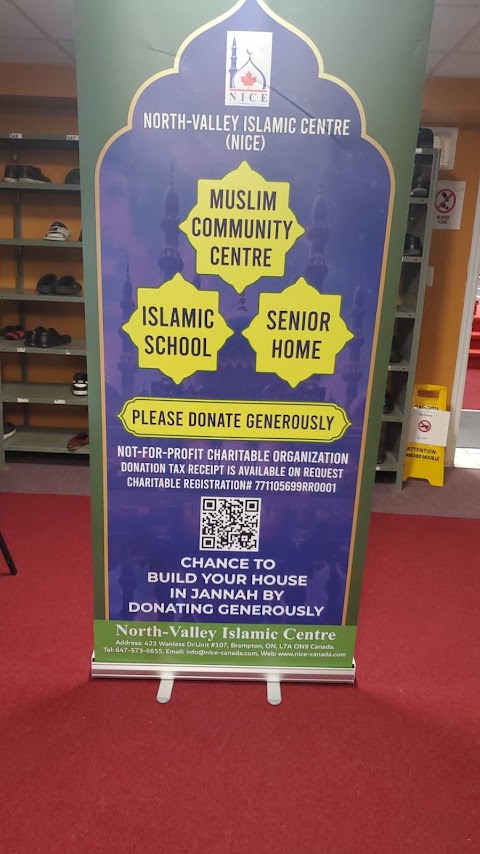 NICE
NORTH-VALLEY ISLAMIC CENTRE
(NICE)
MUSLIM
COMMUNITY
CENTRE
ISLAMIC
SCHOOL
SENIOR
HOME
PLEASE DONATE GENEROUSLY
NOT-FOR-PROFIT CHARITABLE ORGANIZATION
DONATION TAX RECEIPT IS AVAILABLE ON REQUEST
CHARITABLE REGISTRATION# 771105699RR0001
CHANCE TO
BUILD YOUR HOUSE
IN JANNAH BY
DONATING GENEROUSLY
North-Valley Islamic Centre
Address: 423 Wanless Dr,Unit #107, Brampton, ON, L7A 0N9 Canada.
Tel: 647-573-6655, Email: info@nice-canada.com, Web: www.nice-canada.com
ATTENTION